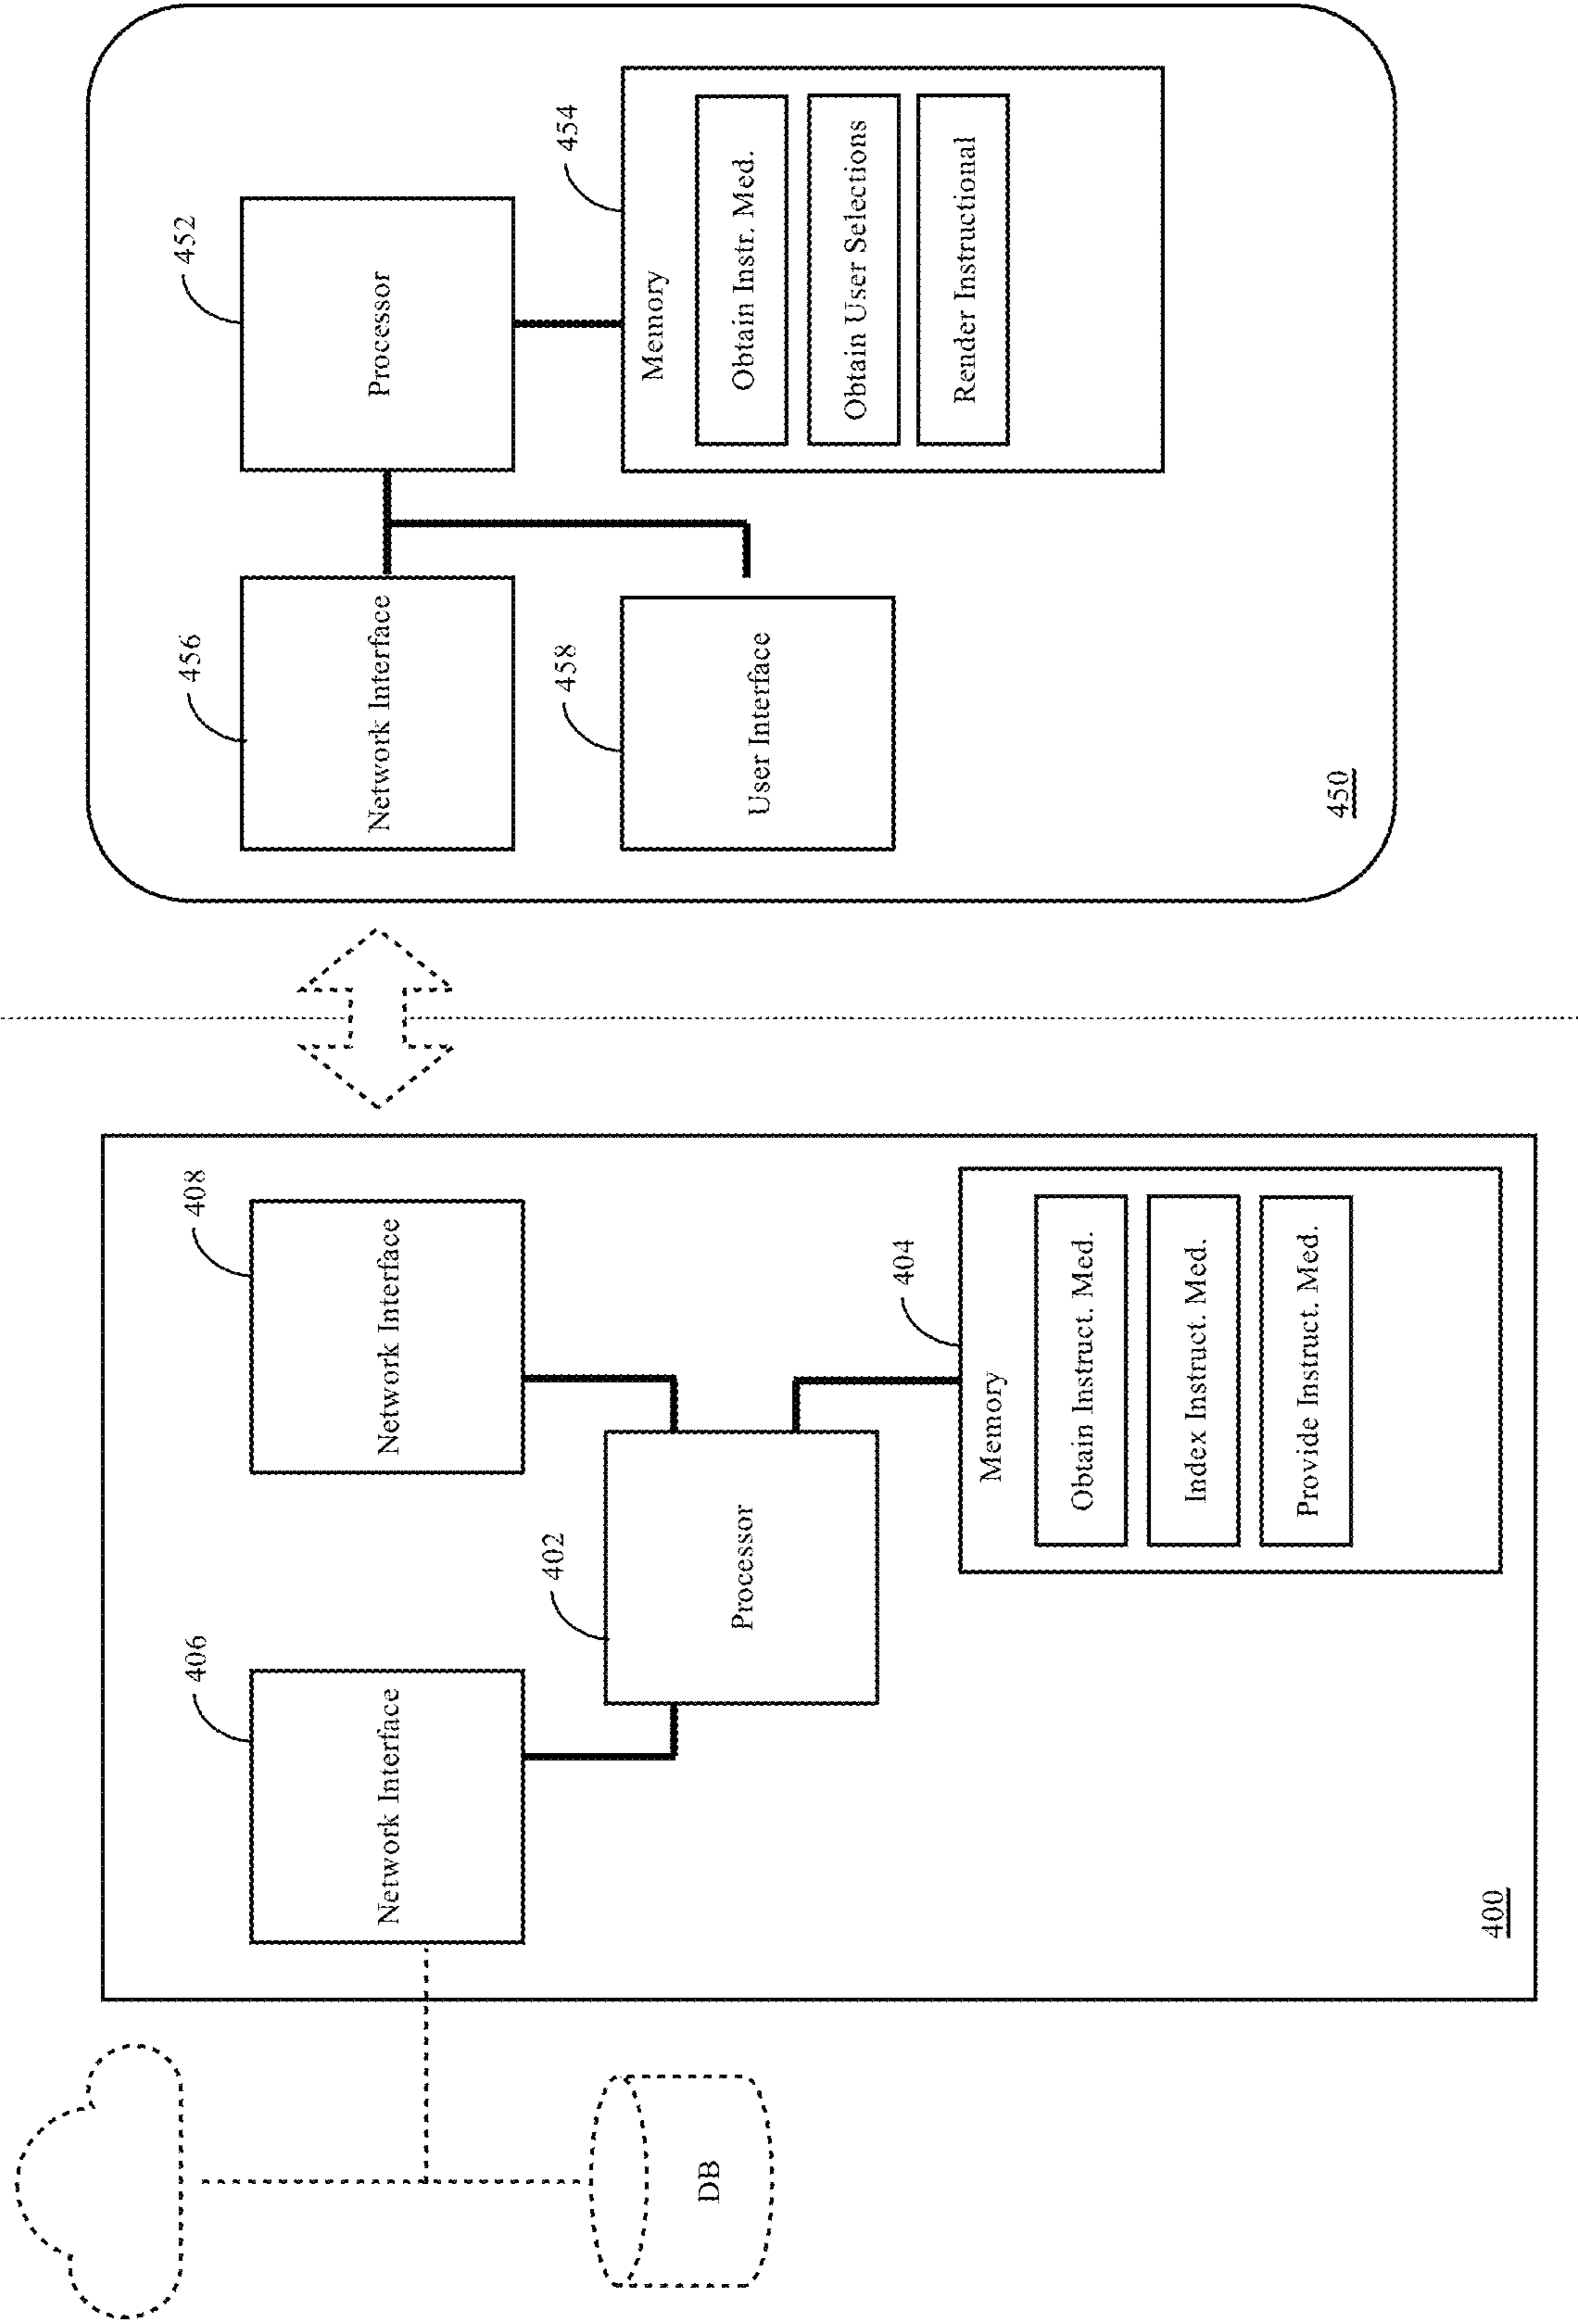 406
Network Interface
408
Network Interface
402
Processor
404
Memory
Obtain Instruct. Med.
Index Instruct. Med.
Provide Instruct. Med.
DB
400
456
Network Interface
452
Processor
458
User Interface
454
Memory
Obtain Instr. Med.
Obtain User Selections
Render Instructional
450